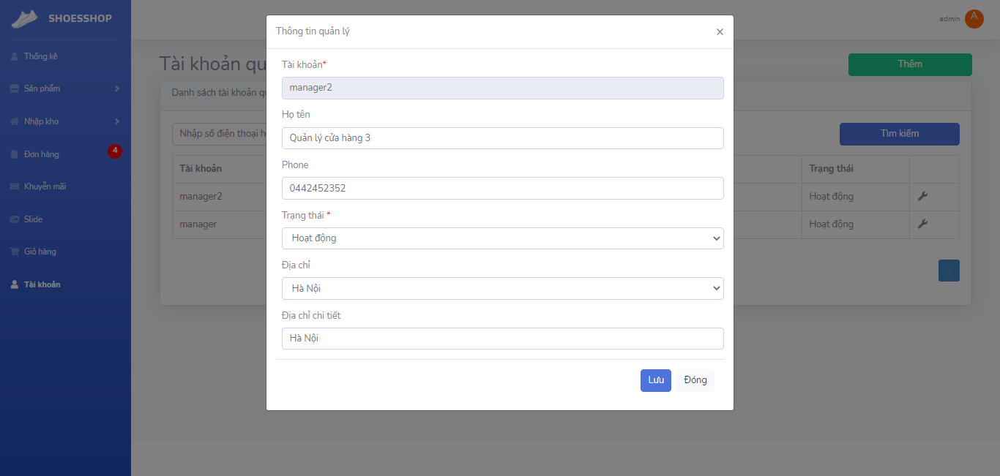 SHOESSHOP
Thống kê
Sản phẩm
Nhập kho
Đơn hàng
4
Khuyễn mãi
Slide
Giỏ hàng
Tài khoản
admin
A
Tài khoản qu
Thêm
Danh sách tài khoản qu
Nhập số điện thoại h
Tìm kiếm
Tài khoản
Trạng thái
manager2
Hoạt động
manager
Hoạt động
Thông tin quản lý
×
Tài khoản*
manager2
Họ tên
Quản lý cửa hàng 3
Phone
0442452352
Trạng thái *
Hoạt động
Địa chỉ
Hà Nội
Địa chỉ chi tiết
Hà Nội
Lưu
Đóng